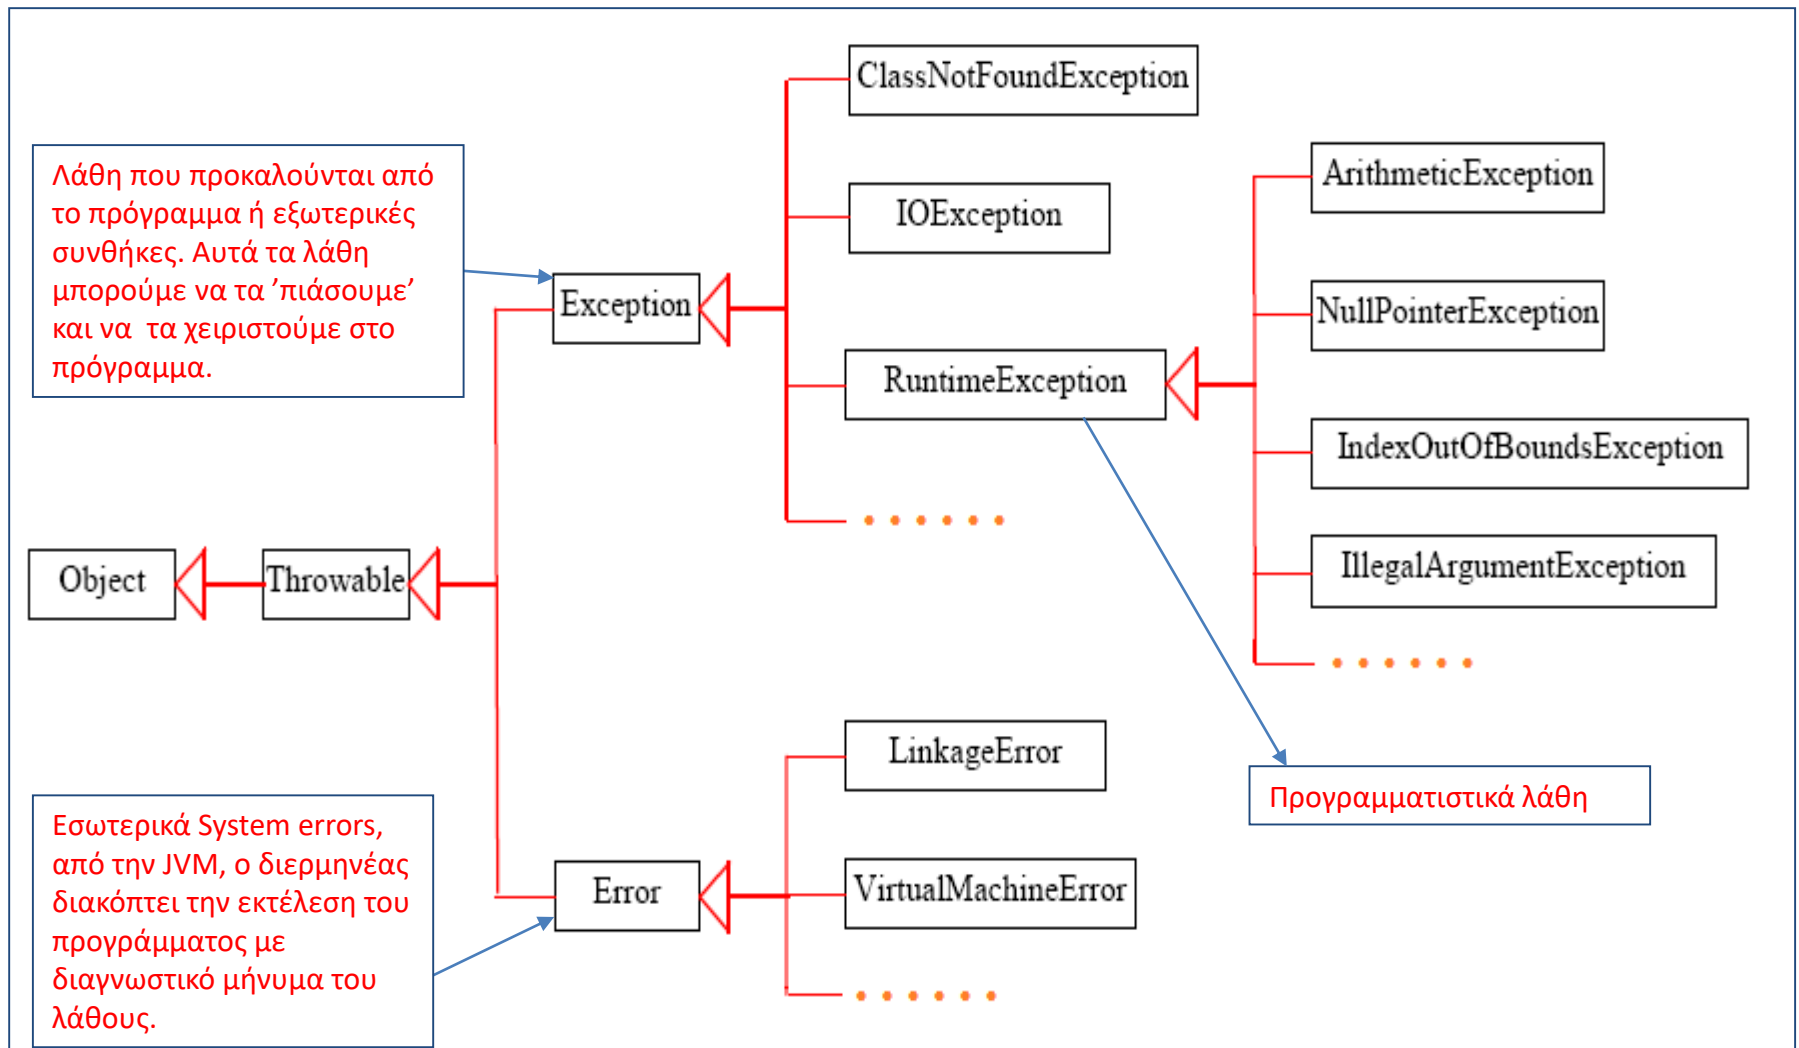 ClassNotFoundException
Λάθη που προκαλούνται από
το πρόγραμμα ή εξωτερικές
συνθήκες. Αυτά τα λάθη
μπορούμε να τα ’πιάσουμε’
και να  τα χειριστούμε στο
πρόγραμμα.
ArithmeticException
IOException
Exception
NullPointerException
RuntimeException
IndexOutOfBoundsException
Object
Throwable
IllegalArgumentException
LinkageError
Προγραμματιστικά λάθη
Εσωτερικά System errors,
από την JVM, ο διερμηνέας
διακόπτει την εκτέλεση του
προγράμματος με
διαγνωστικό μήνυμα του
λάθους.
Error
VirtualMachineError